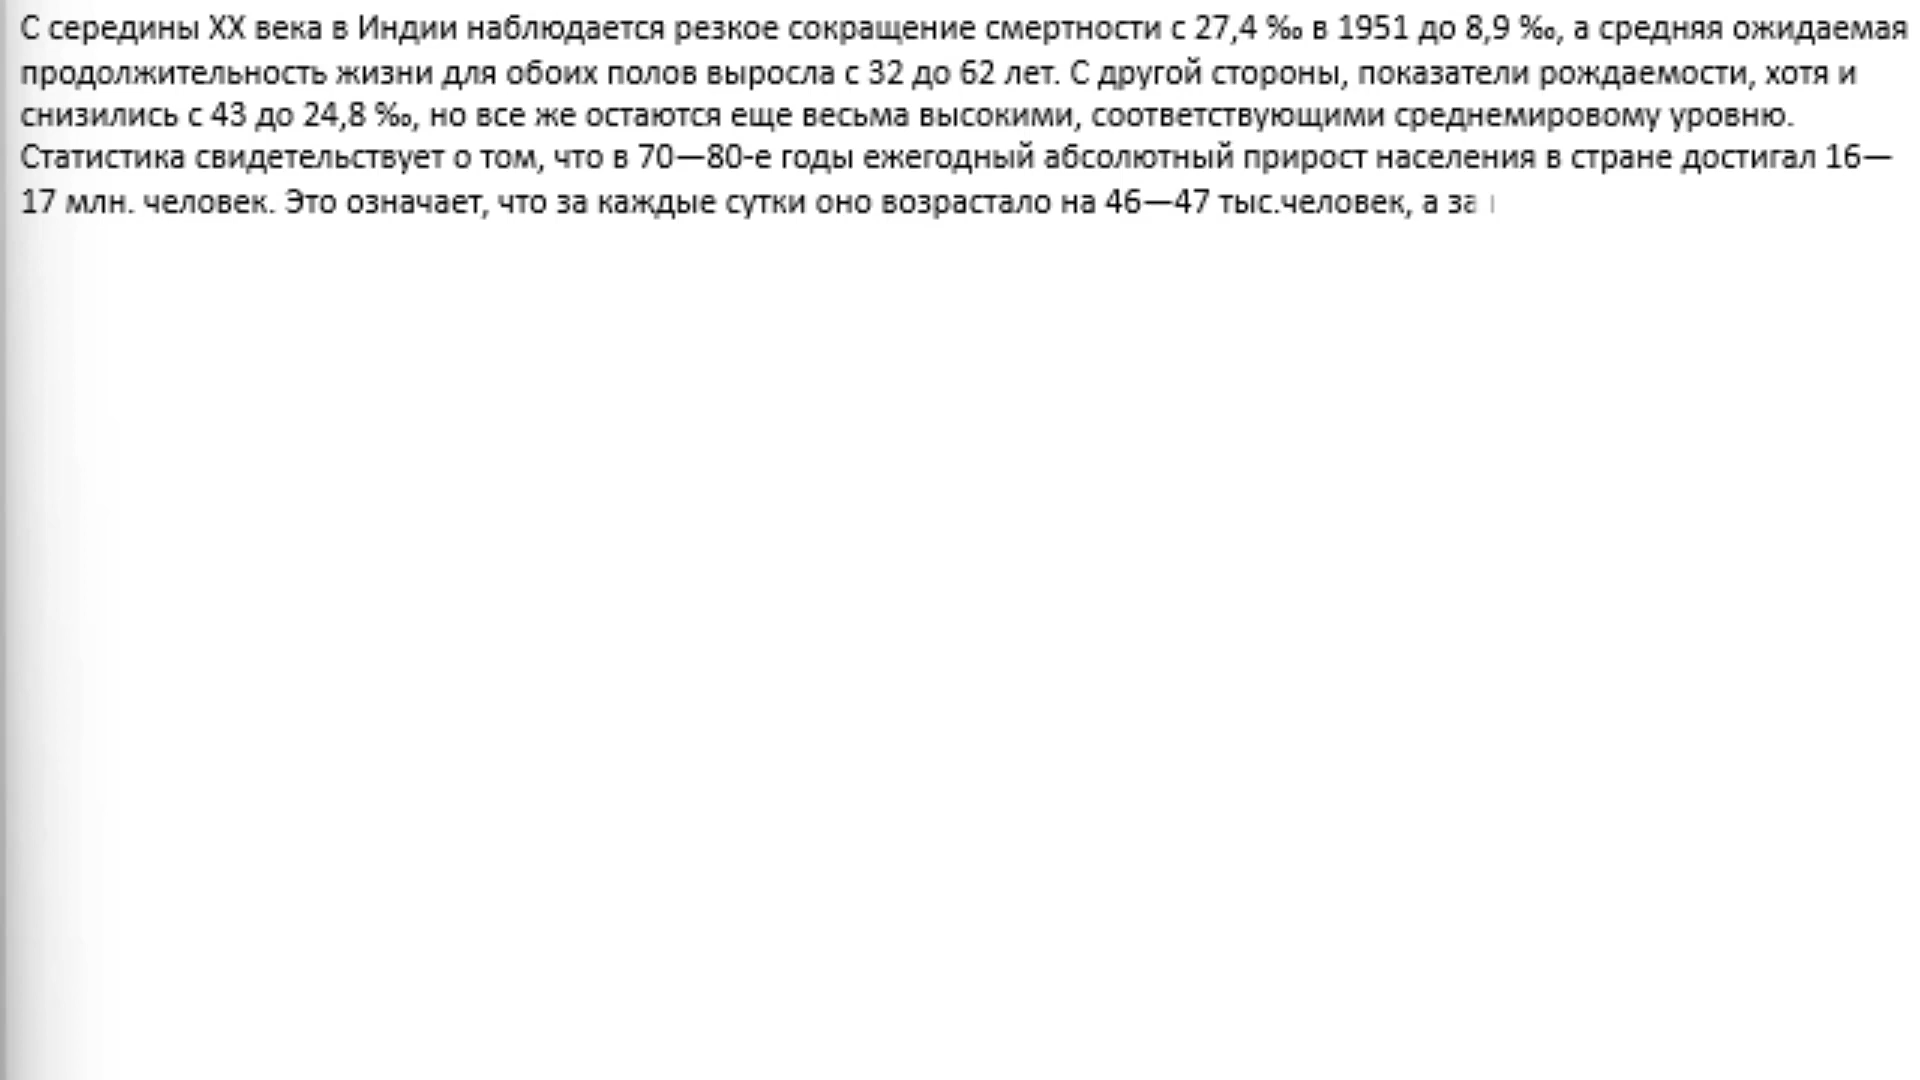 С середины XX века в Индии наблюдается резкое сокращение смертности с 27,4 ‰ в 1951 до 8,9 ‰, а средняя ожидаемая
продолжительность жизни для обоих полов выросла с 32 до 62 лет. С другой стороны, показатели рождаемости, хотя и
снизились с 43 до 24,8 ‰, но все же остаются еще весьма высокими, соответствующими среднемировому уровню.
Статистика свидетельствует о том, что в 70—80-е годы ежегодный абсолютный прирост населения в стране достигал 16—
17 млн. человек. Это означает, что за каждые сутки оно возрастало на 46—47 тыс.человек, а за